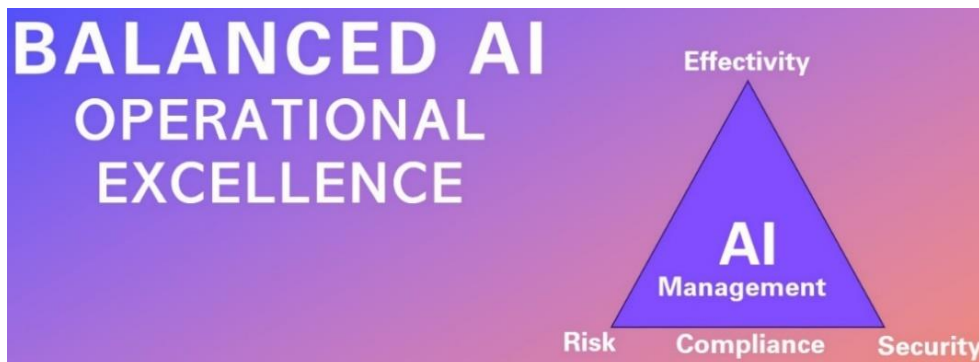 BALANCED AI
OPERATIONAL
EXCELLENCE
Effectivity
AI
Management
Risk Compliance Security